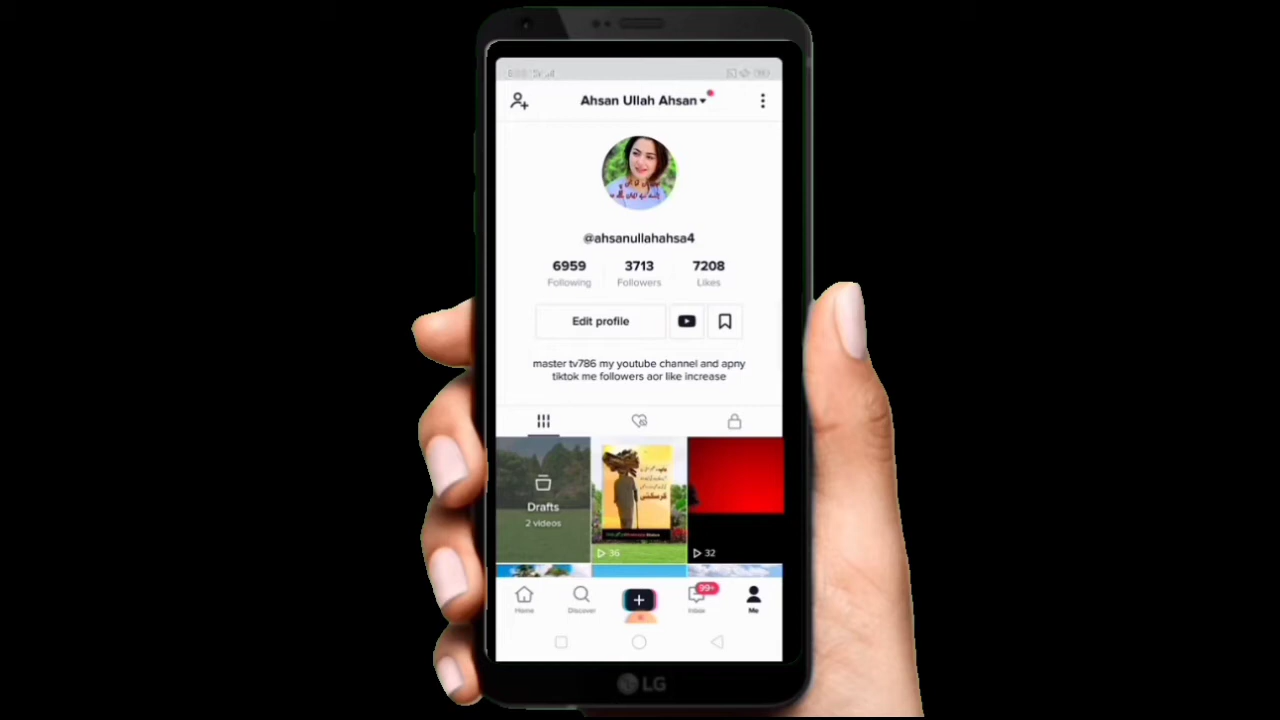 Ahsan Ullah Ahsan
@ahsanullahahsa4
6959 3713 7208
Following Followers Likes
Edit profile
master tv786 my youtube channel and apny
tiktok me followers aor like increase
Drafts
2 videos
36
32
99+
Home Discover Inbox Me
LG